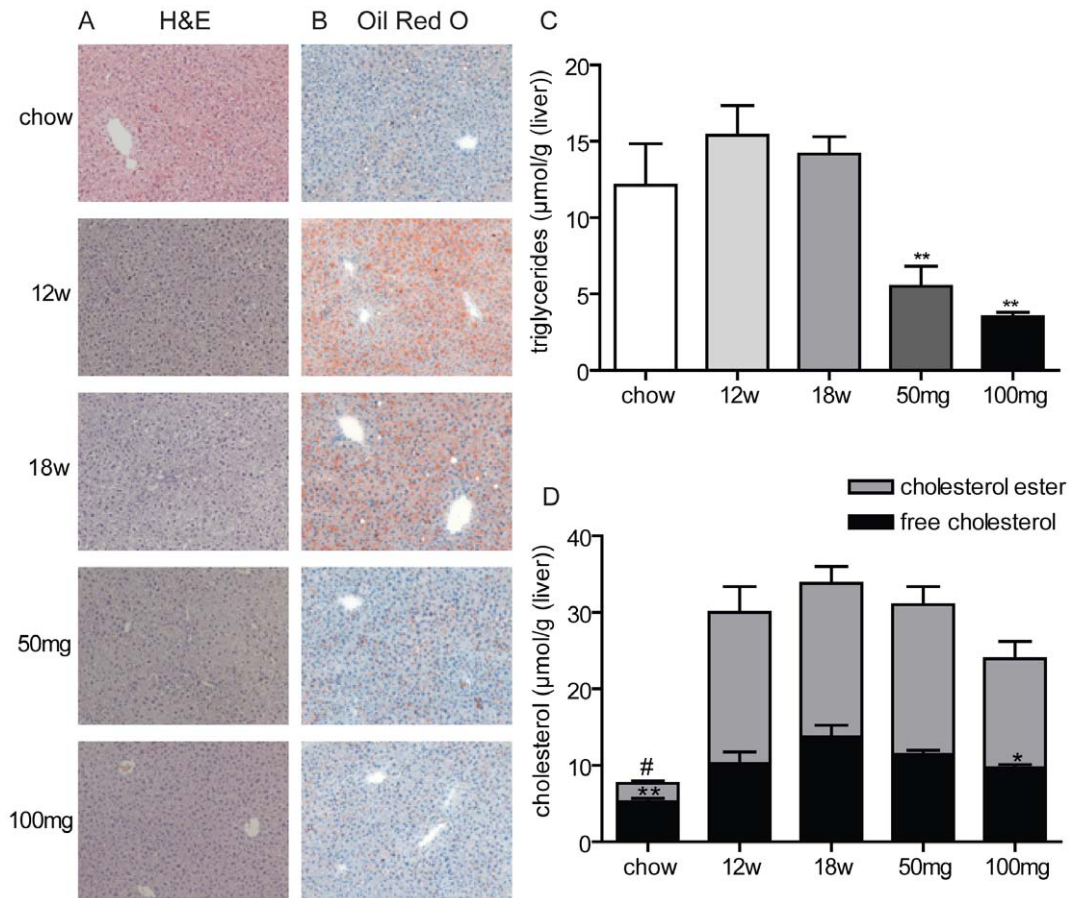 A H&E
B Oil Red O
chow
12w
18w
50mg
100mg
C
triglycerides (μmol/g (liver))
20
15
10
5
0
**
**
chow 12w 18w 50mg 100mg
D
cholesterol ester
free cholesterol
cholesterol (μmol/g (liver))
40
30
20
10
0
#
**
*
chow 12w 18w 50mg 100mg